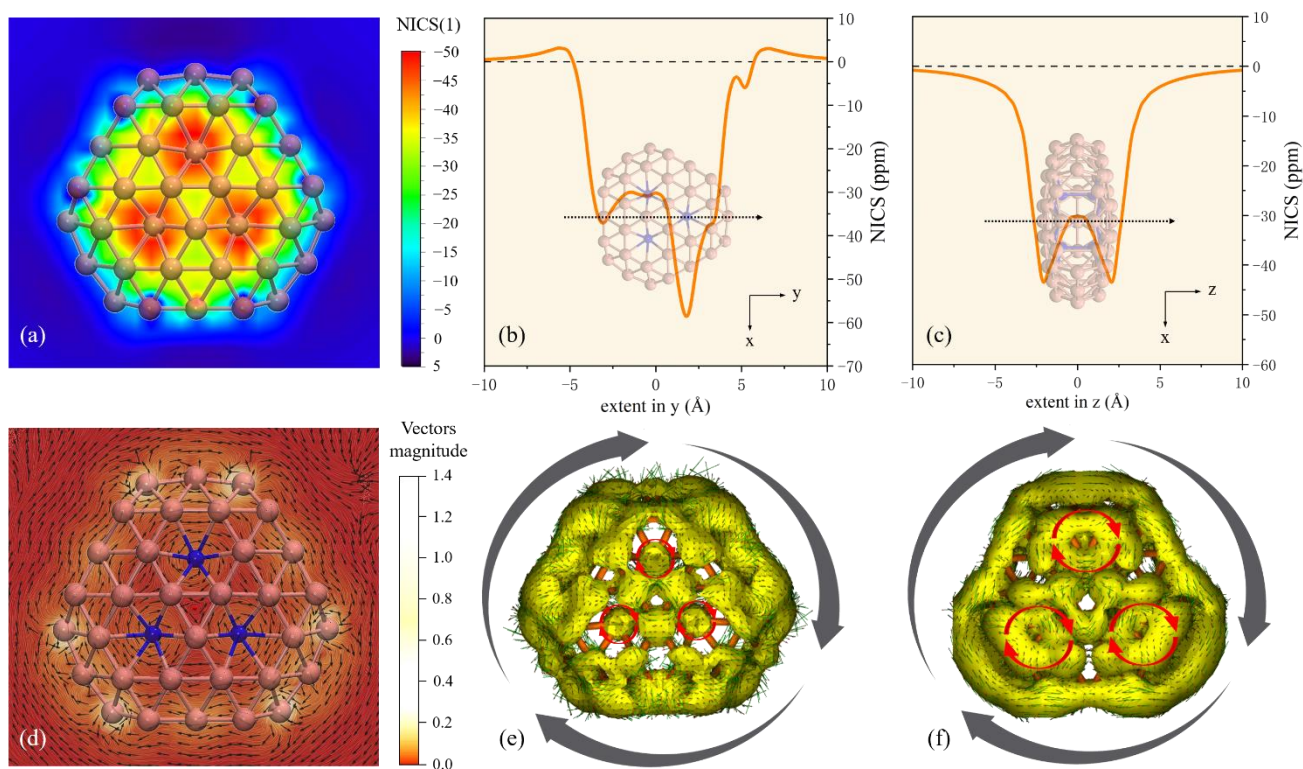 NICS(1)
−50
−45
−40
−35
−30
−25
−20
−15
−10
−5
0
5
(a)
10
0
−10
−20
−30
−40
−50
−60
−70
NICS (ppm)
y
x
(b)
−10
−5
0
5
10
extent in y (Å)
10
0
−10
−20
−30
−40
−50
−60
NICS (ppm)
z
x
(c)
−10
−5
0
5
10
extent in z (Å)
Vectors
magnitude
1.4
1.2
1.0
0.8
0.6
0.4
0.2
0.0
(d)
(e)
(f)